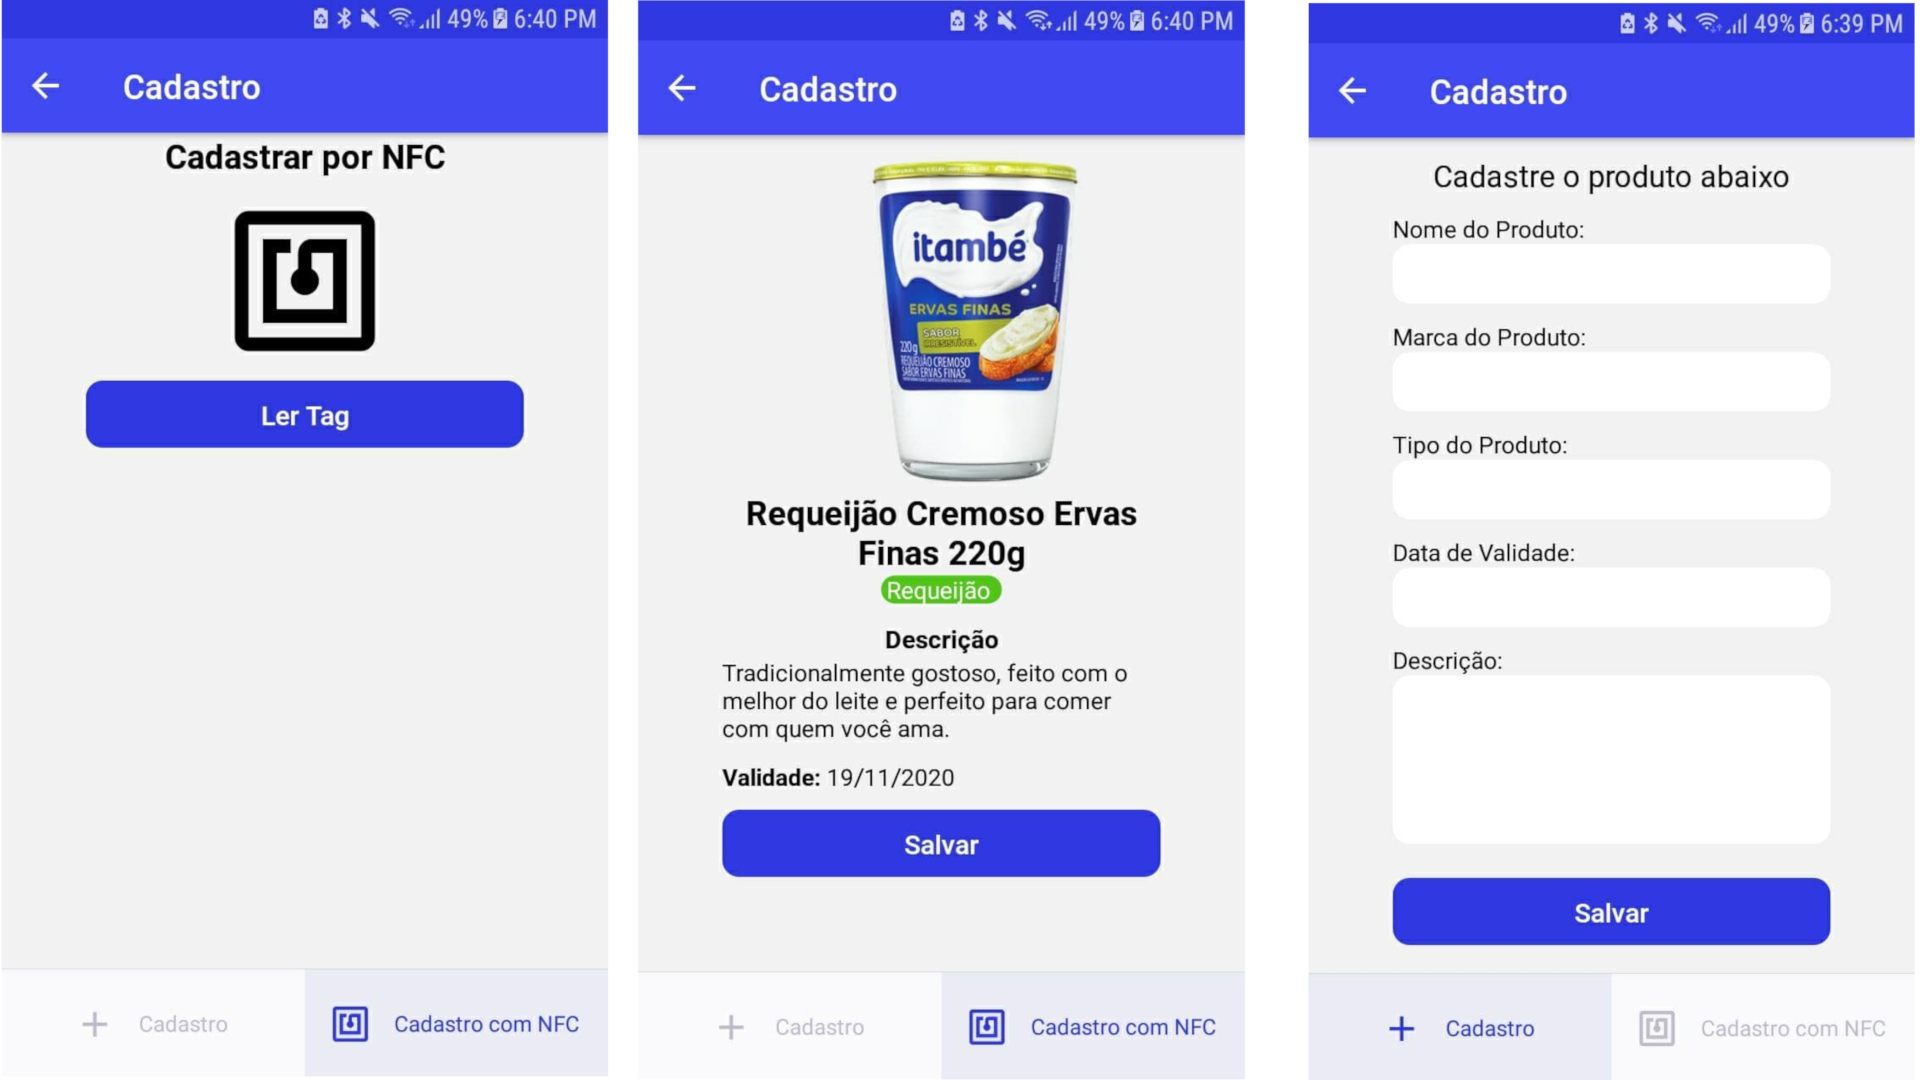 49% 6:40 PM
Cadastro
Cadastrar por NFC
Ler Tag
Cadastro
Cadastro com NFC
49% 6:40 PM
Cadastro
itambé
ERVAS FINAS
SABOR
IRRESISTÍVEL
220g
REQUEIJÃO CREMOSO
SABOR ERVAS FINAS
Requeijão Cremoso Ervas
Finas 220g
Requeijão
Descrição
Tradicionalmente gostoso, feito com o
melhor do leite e perfeito para comer
com quem você ama.
Validade: 19/11/2020
Salvar
Cadastro
Cadastro com NFC
49% 6:39 PM
Cadastro
Cadastre o produto abaixo
Nome do Produto:
Marca do Produto:
Tipo do Produto:
Data de Validade:
Descrição:
Salvar
Cadastro
Cadastro com NFC